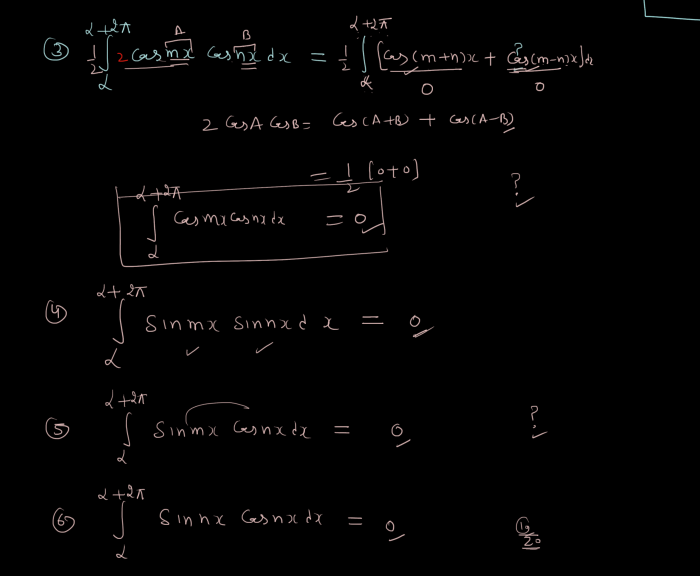 ③ 1/2 ∫_α^{α+2π} 2 cos mx cos nx dx = 1/2 ∫_α^{α+2π} [cos(m+n)x + cos(m-n)x] dx
A B ? 0 0
2 cosA cosB = cos(A+B) + cos(A-B)
= 1/2 [0+0]
∫_α^{α+2π} cos mx cos nx dx = 0 ?
④ ∫_α^{α+2π} sin mx sin nx d x = 0
⑤ ∫_α^{α+2π} sin mx cos nx dx = 0 ?
⑥ ∫_α^{α+2π} sin nx cos nx dx = 0